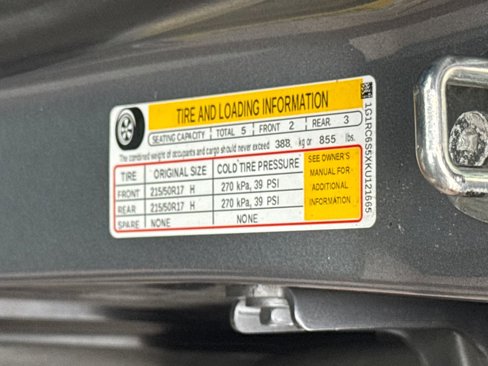 TIRE AND LOADING INFORMATION
SEATING CAPACITY TOTAL 5 FRONT 2 REAR 3
The combined weight of occupants and cargo should never exceed 388 kg or 855 lbs.
TIRE ORIGINAL SIZE COLD TIRE PRESSURE
FRONT 215/50R17 H 270 kPa, 39 PSI
REAR 215/50R17 H 270 kPa, 39 PSI
SPARE NONE NONE
SEE OWNER'S
MANUAL FOR
ADDITIONAL
INFORMATION
1G1RC6S5XKU121665